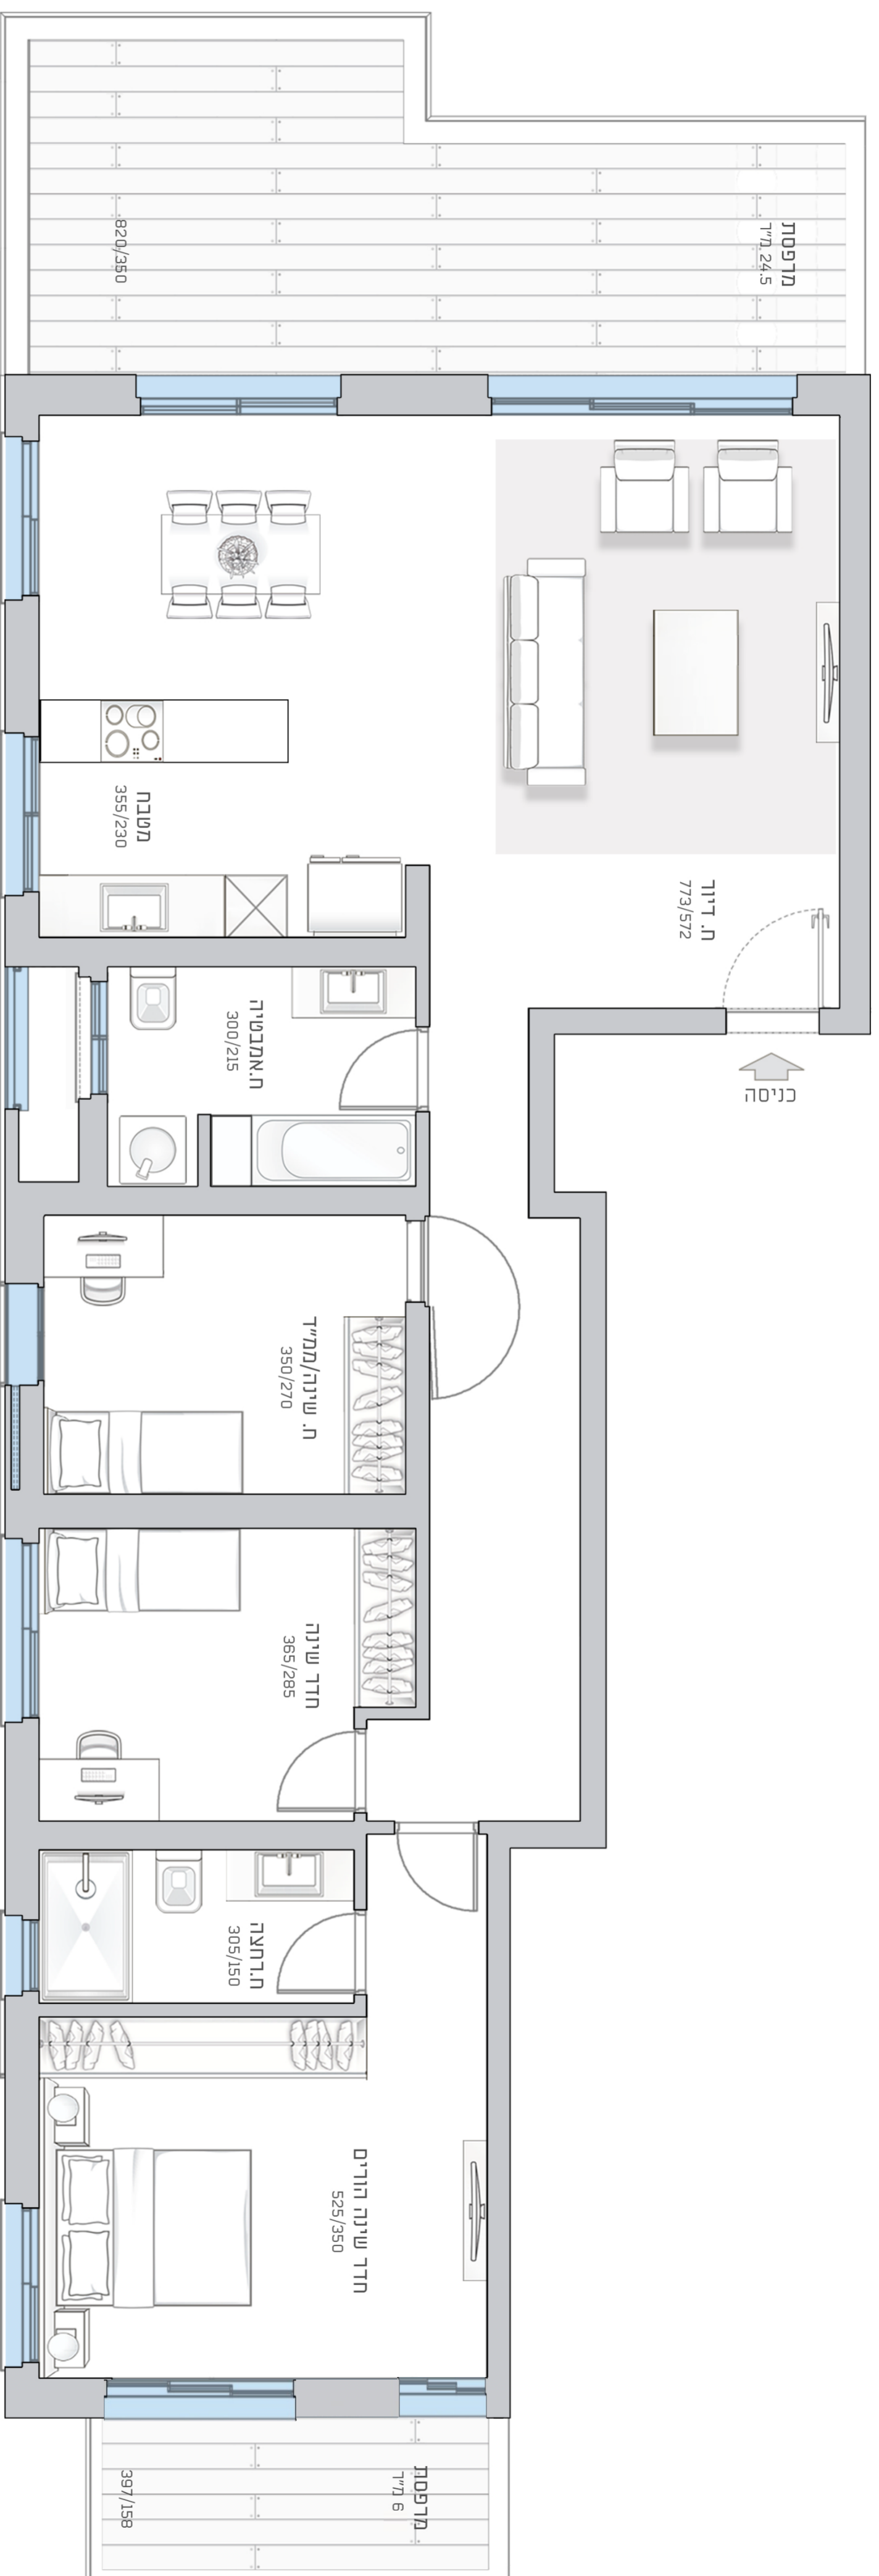 מרפסת
24.5 מ״ר
820/350
מטבח
355/230
ח. דיור
773/572
כניסה
ח.אמבטיה
300/215
ח. שינה/ממ״ד
350/270
חדר שינה
365/285
ח.רחצה
305/150
חדר שינה הורים
525/350
מרפסת
6 מ״ר
397/158